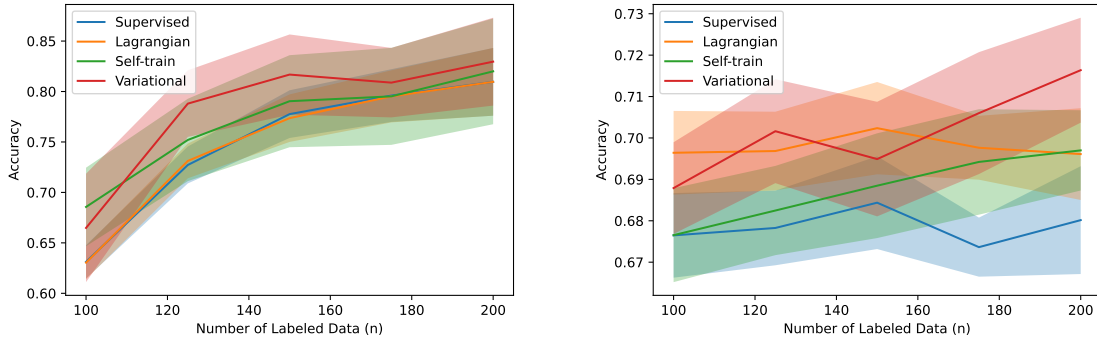 Accuracy
0.85
0.80
0.75
0.70
0.65
0.60
Supervised
Lagrangian
Self-train
Variational
100
120
140
160
180
200
Number of Labeled Data (n)
Accuracy
0.73
0.72
0.71
0.70
0.69
0.68
0.67
Supervised
Lagrangian
Self-train
Variational
100
120
140
160
180
200
Number of Labeled Data (n)